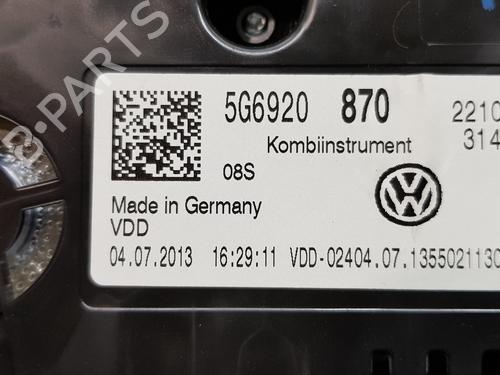 B-PARTS
5G6920 870 2210
Kombiinstrument 314
08S
Made in Germany
VDD
04.07.2013 16:29:11 VDD-02404.07.1355021130